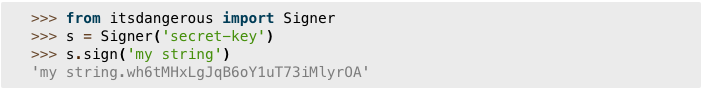 >>> from itsdangerous import Signer
>>> s = Signer('secret-key')
>>> s.sign('my string')
'my string.wh6tMHxLgJqB6oY1uT73iMlyrOA'